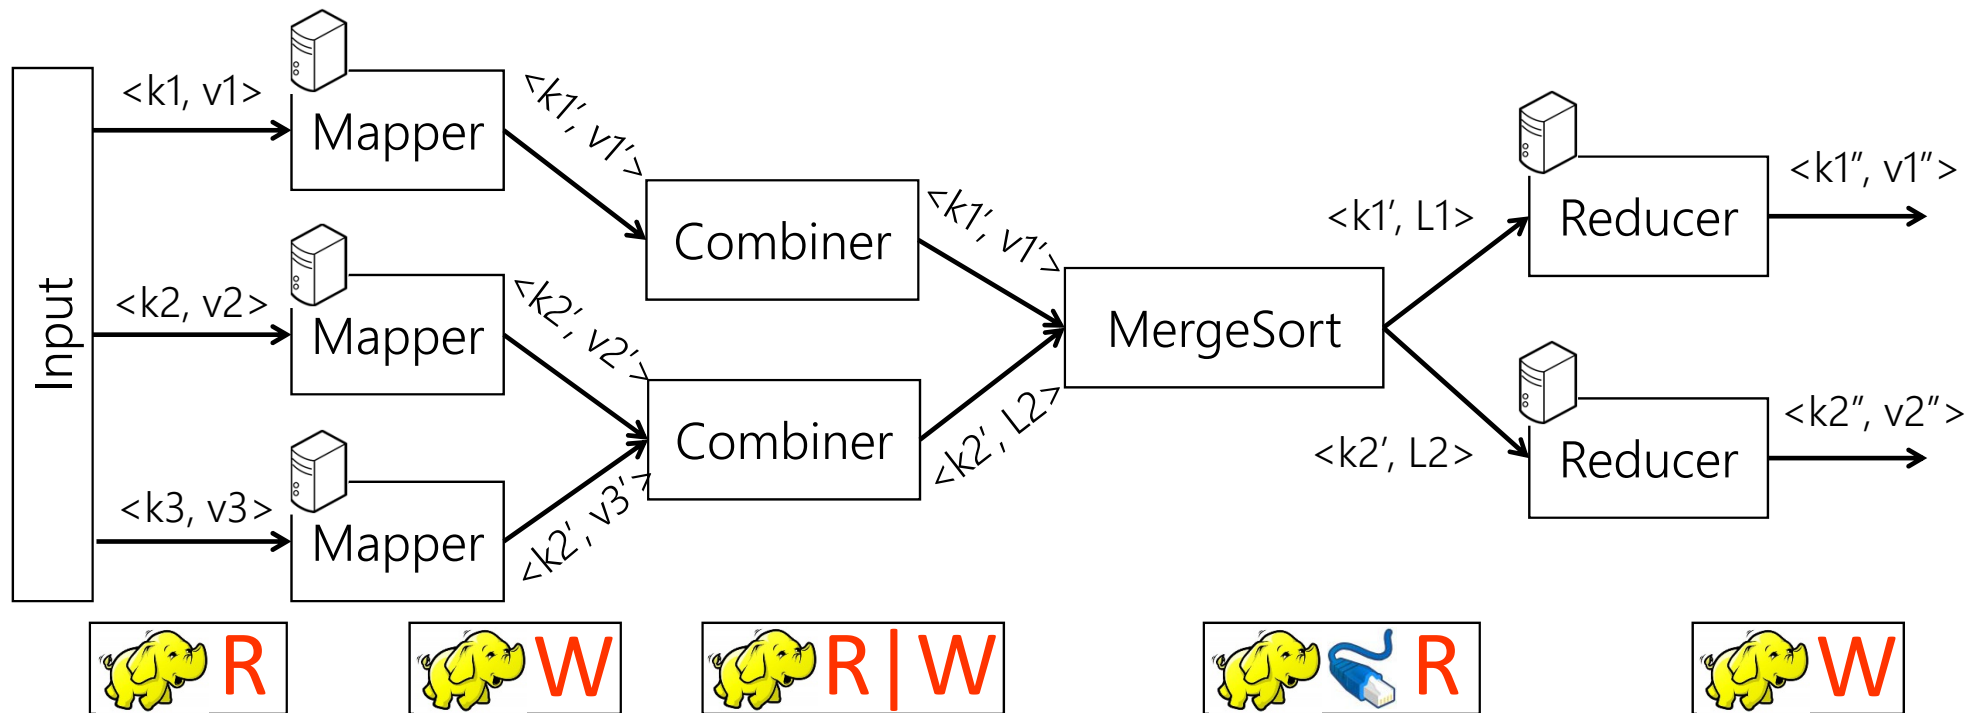 Input
<k1, v1>
<k2, v2>
<k3, v3>
Mapper
Mapper
Mapper
<k1′, v1′>
<k2′, v2′>
<k2′, v3′>
Combiner
Combiner
<k1′, v1′>
<k2′, L2>
MergeSort
<k1′, L1>
<k2′, L2>
Reducer
Reducer
<k1″, v1″>
<k2″, v2″>
R
W
R|W
R
W